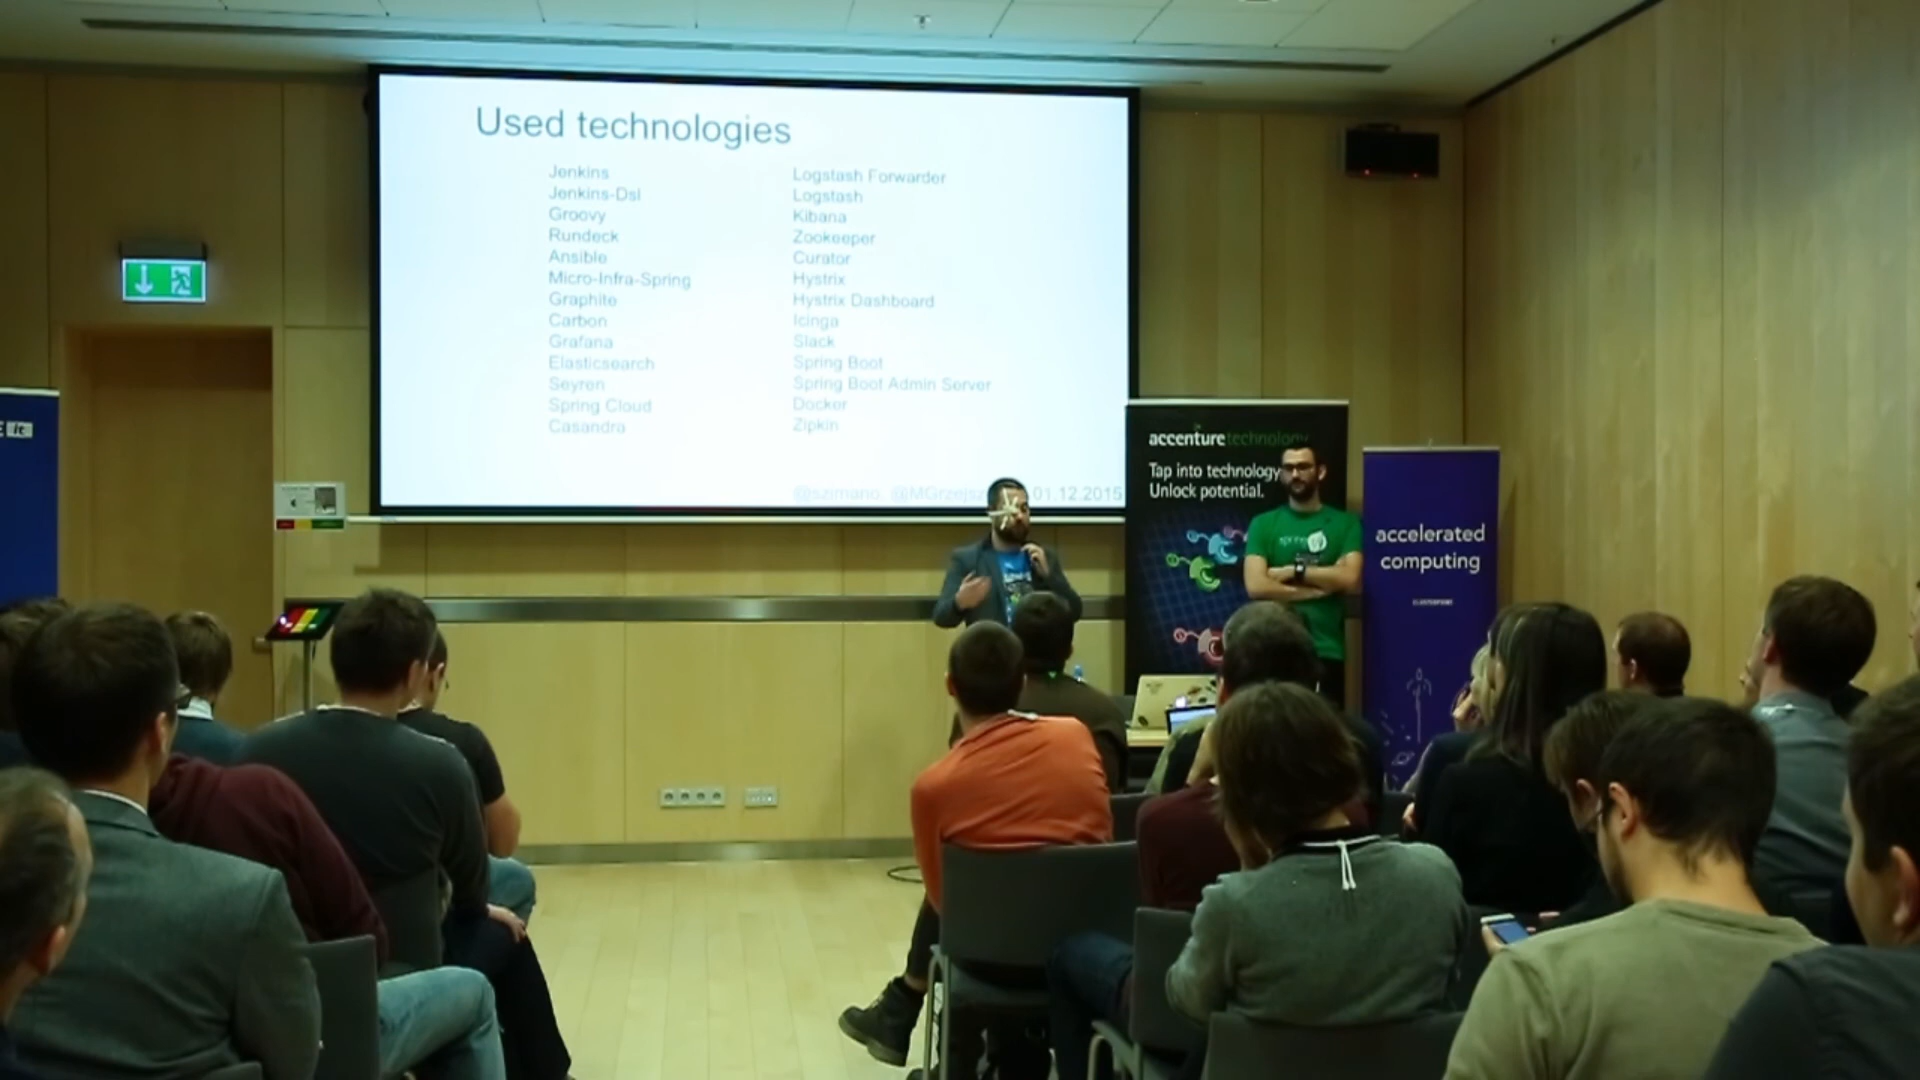 Used technologies
Jenkins
Jenkins-Dsl
Groovy
Rundeck
Ansible
Micro-Infra-Spring
Graphite
Carbon
Grafana
Elasticsearch
Seyren
Spring Cloud
Casandra
Logstash Forwarder
Logstash
Kibana
Zookeeper
Curator
Hystrix
Hystrix Dashboard
Icinga
Slack
Spring Boot
Spring Boot Admin Server
Docker
Zipkin
@szimano, 01.12.2015
accenturetechnology
Tap into technology
Unlock potential.
accelerated
computing
it